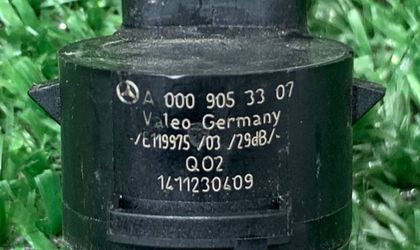 A 000 905 33 07
Valeo Germany
-/E119975 /03 /29dB/-
Q02
1411230409